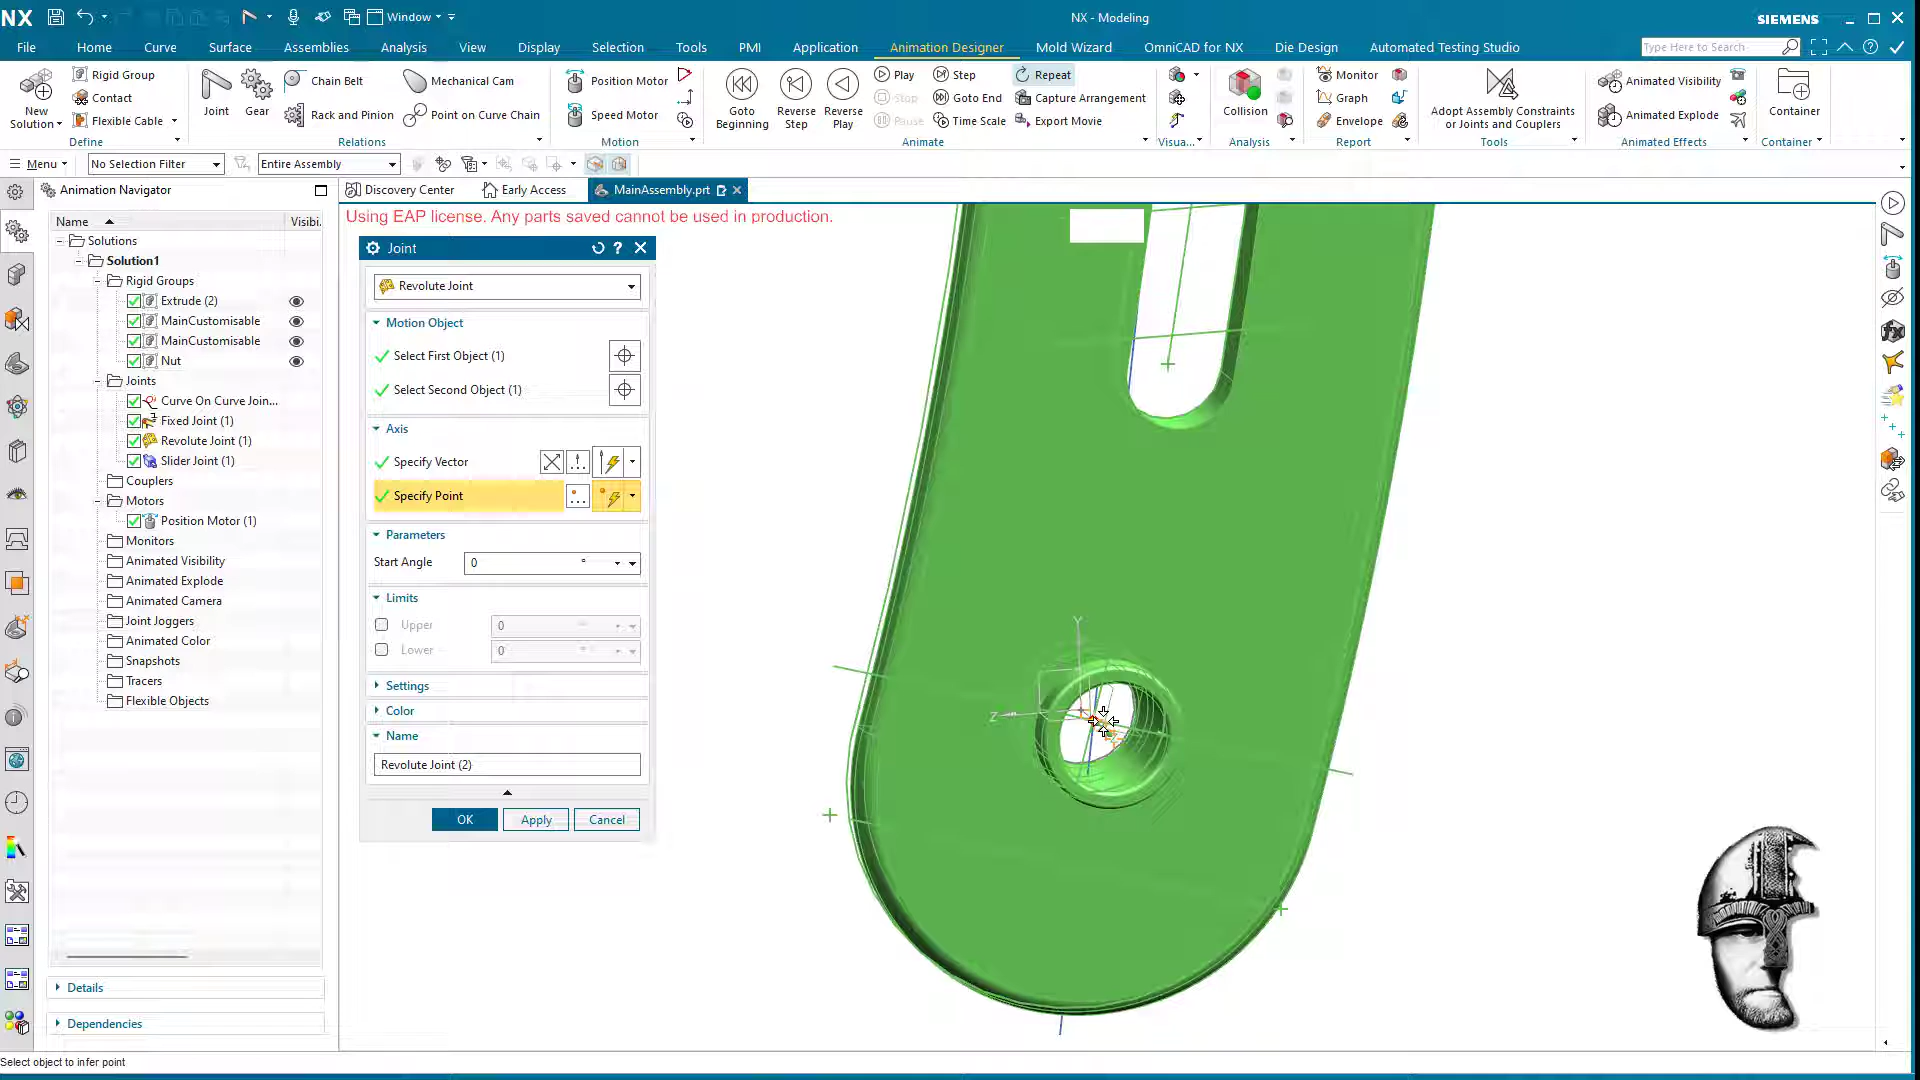 NX
Window
NX - Modeling
SIEMENS
File
Home
Curve
Surface
Assemblies
Analysis
View
Display
Selection
Tools
PMI
Application
Animation Designer
Mold Wizard
OmniCAD for NX
Die Design
Automated Testing Studio
Type Here to Search
New
Solution
Rigid Group
Contact
Flexible Cable
Define
Joint
Gear
Chain Belt
Rack and Pinion
Mechanical Cam
Point on Curve Chain
Relations
Position Motor
Speed Motor
Motion
Goto
Beginning
Reverse
Step
Reverse
Play
Play
Stop
Pause
Step
Goto End
Time Scale
Repeat
Capture Arrangement
Export Movie
Animate
Visua...
Collision
Analysis
Monitor
Graph
Envelope
Report
Adopt Assembly Constraints
or Joints and Couplers
Tools
Animated Visibility
Animated Explode
Animated Effects
Container
Container
Menu
No Selection Filter
Entire Assembly
Animation Navigator
Discovery Center
Early Access
MainAssembly.prt
Using EAP license. Any parts saved cannot be used in production.
Name
Visibi.
Solutions
Solution1
Rigid Groups
Extrude (2)
MainCustomisable
MainCustomisable
Nut
Joints
Curve On Curve Join...
Fixed Joint (1)
Revolute Joint (1)
Slider Joint (1)
Couplers
Motors
Position Motor (1)
Monitors
Animated Visibility
Animated Explode
Animated Camera
Joint Joggers
Animated Color
Snapshots
Tracers
Flexible Objects
Details
Dependencies
Joint
Revolute Joint
Motion Object
Select First Object (1)
Select Second Object (1)
Axis
Specify Vector
Specify Point
Parameters
Start Angle
0
°
Limits
Upper
0
Lower
0
Settings
Color
Name
Revolute Joint (2)
OK
Apply
Cancel
Y
Z
Select object to infer point